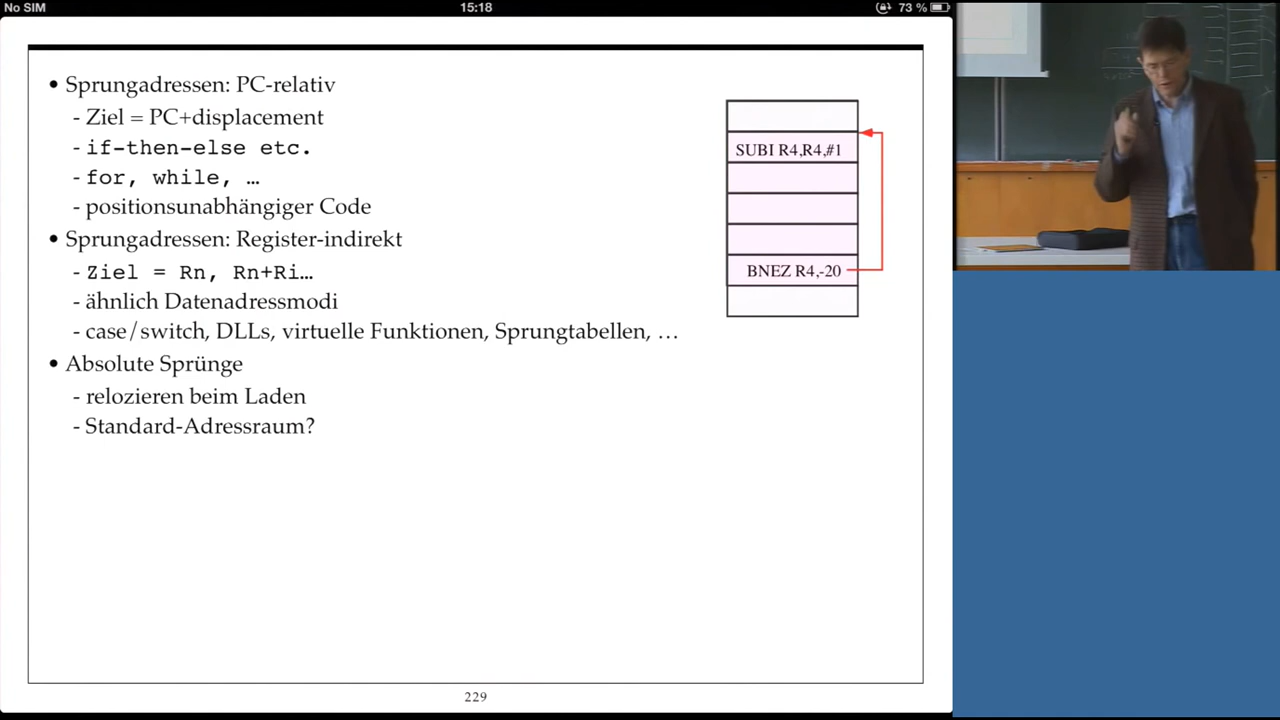 No SIM
15:18
73 %
• Sprungadressen: PC-relativ
- Ziel = PC+displacement
- if-then-else etc.
- for, while, …
- positionsunabhängiger Code
• Sprungadressen: Register-indirekt
- Ziel = Rn, Rn+Ri…
- ähnlich Datenadressmodi
- case/switch, DLLs, virtuelle Funktionen, Sprungtabellen, …
• Absolute Sprünge
- relozieren beim Laden
- Standard-Adressraum?
SUBI R4,R4,#1
BNEZ R4,-20
229